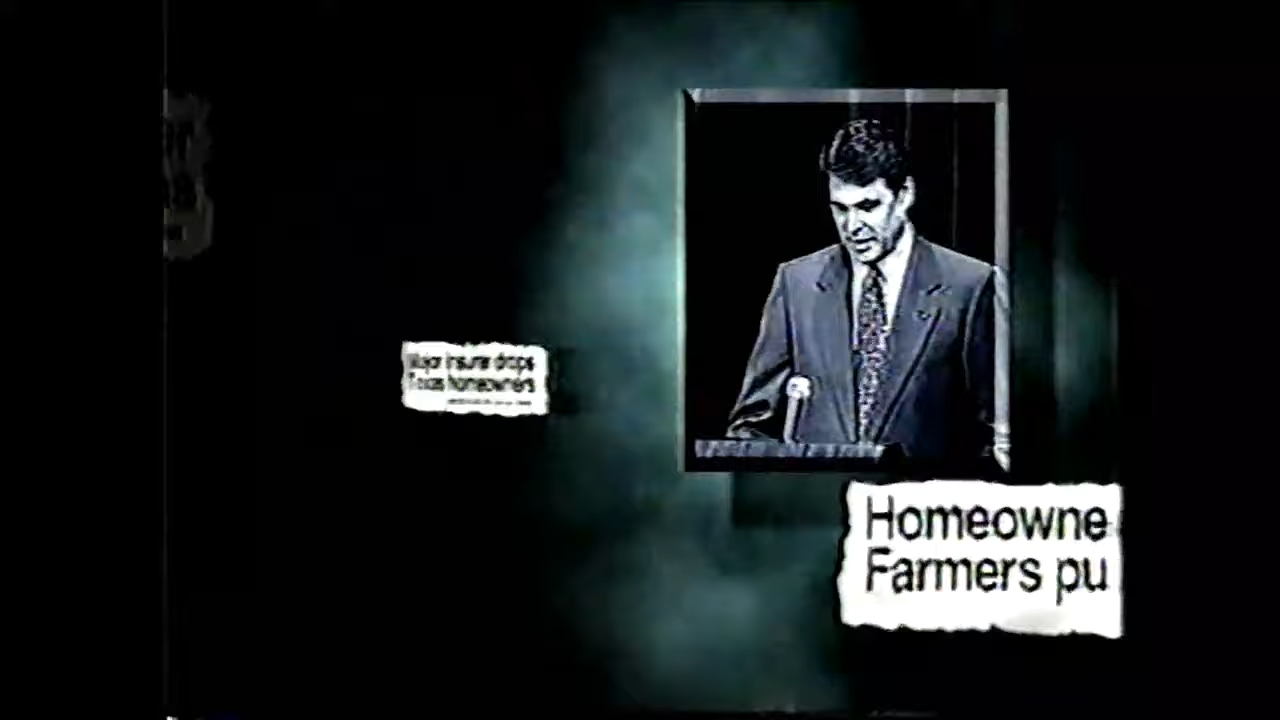 Major insurer drops
Texas homeowners
Homeowne
Farmers pu